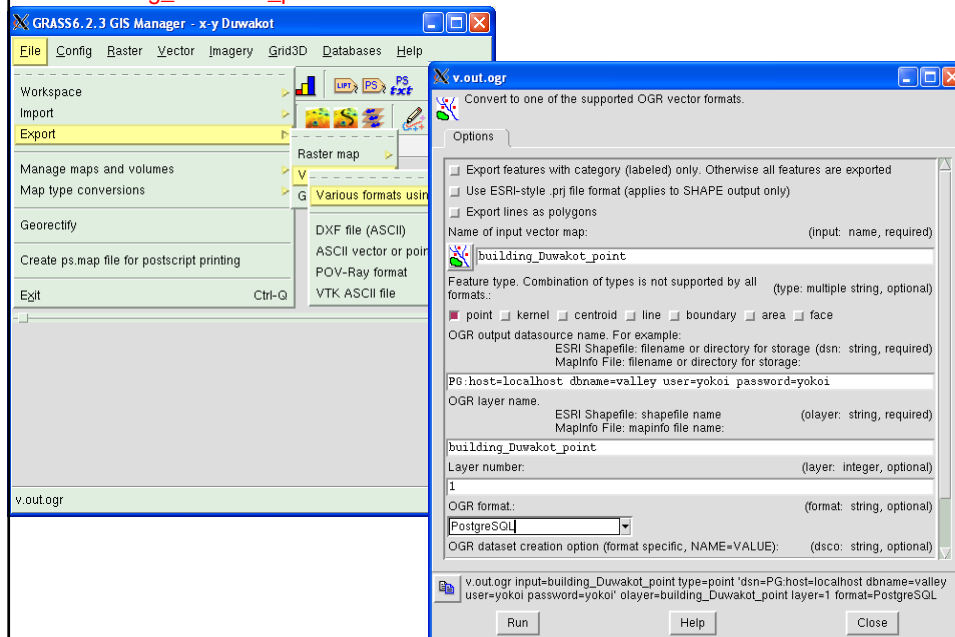 GRASS6.2.3 GIS Manager - x-y Duwakot
File Config Raster Vector Imagery Grid3D Databases Help
Workspace
Import
Export
Manage maps and volumes
Map type conversions
Georectify
Create ps.map file for postscript printing
Exit Ctrl-Q
PS
PS
txt
Raster map
V
G
Various formats usin
DXF file (ASCII)
ASCII vector or poin
POV-Ray format
VTK ASCII file
v.out.ogr
v.out.ogr
Convert to one of the supported OGR vector formats.
Options
Export features with category (labeled) only. Otherwise all features are exported
Use ESRI-style .prj file format (applies to SHAPE output only)
Export lines as polygons
Name of input vector map: (input: name, required)
building_Duwakot_point
Feature type. Combination of types is not supported by all
formats.: (type: multiple string, optional)
point kernel centroid line boundary area face
OGR output datasource name. For example:
ESRI Shapefile: filename or directory for storage (dsn: string, required)
MapInfo File: filename or directory for storage:
PG:host=localhost dbname=valley user=yokoi password=yokoi
OGR layer name.
ESRI Shapefile: shapefile name (olayer: string, required)
MapInfo File: mapinfo file name:
building_Duwakot_point
Layer number: (layer: integer, optional)
1
OGR format.: (format: string, optional)
PostgreSQL
OGR dataset creation option (format specific, NAME=VALUE): (dsco: string, optional)
v.out.ogr input=building_Duwakot_point type=point 'dsn=PG:host=localhost dbname=valley
user=yokoi password=yokoi' olayer=building_Duwakot_point layer=1 format=PostgreSQL
Run Help Close